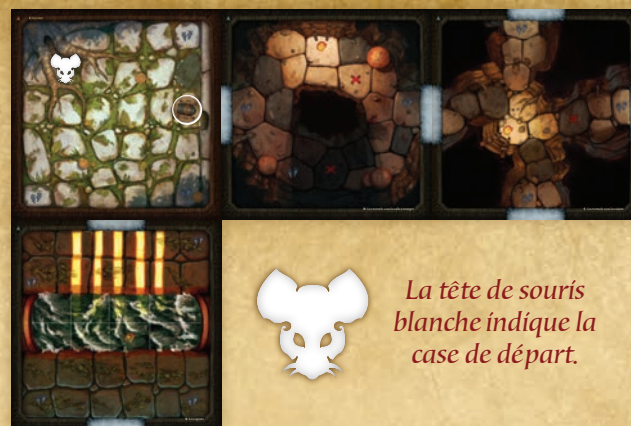 La tête de souris
blanche indique la
case de départ.